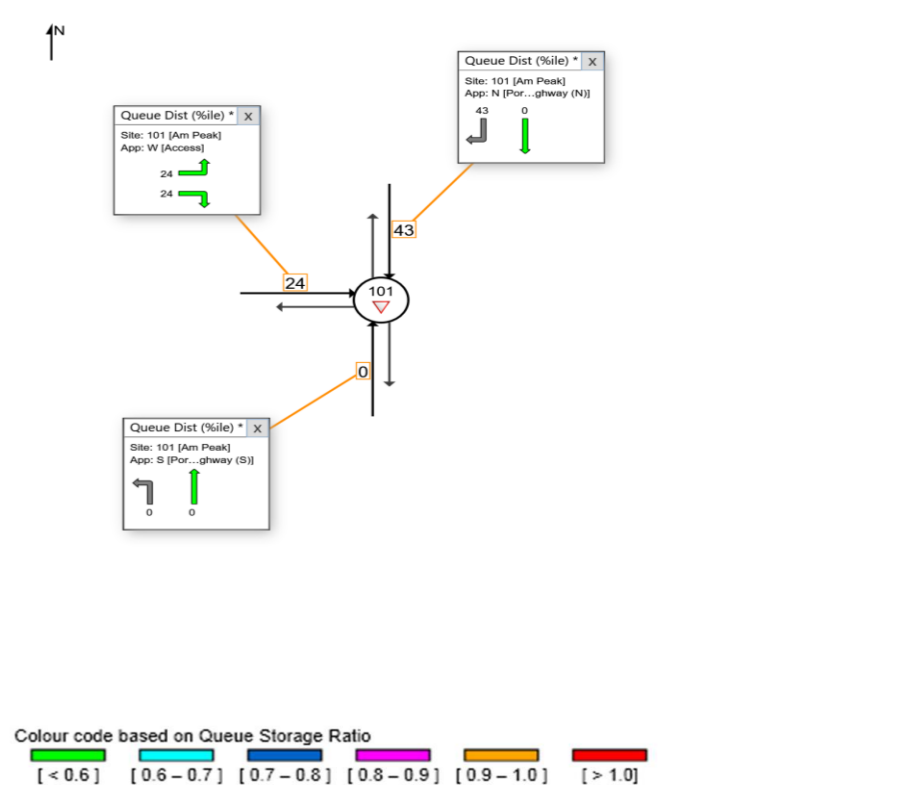 N
Queue Dist (%ile) * x
Site: 101 [Am Peak]
App: N [Por...ghway (N)]
43 0
Queue Dist (%ile) * x
Site: 101 [Am Peak]
App: W [Access]
24
24
43
24
101
0
Queue Dist (%ile) * x
Site: 101 [Am Peak]
App: S [Por...ghway (S)]
0 0
Colour code based on Queue Storage Ratio
[ < 0.6 ] [ 0.6 – 0.7 ] [ 0.7 – 0.8 ] [ 0.8 – 0.9 ] [ 0.9 – 1.0 ] [ > 1.0]